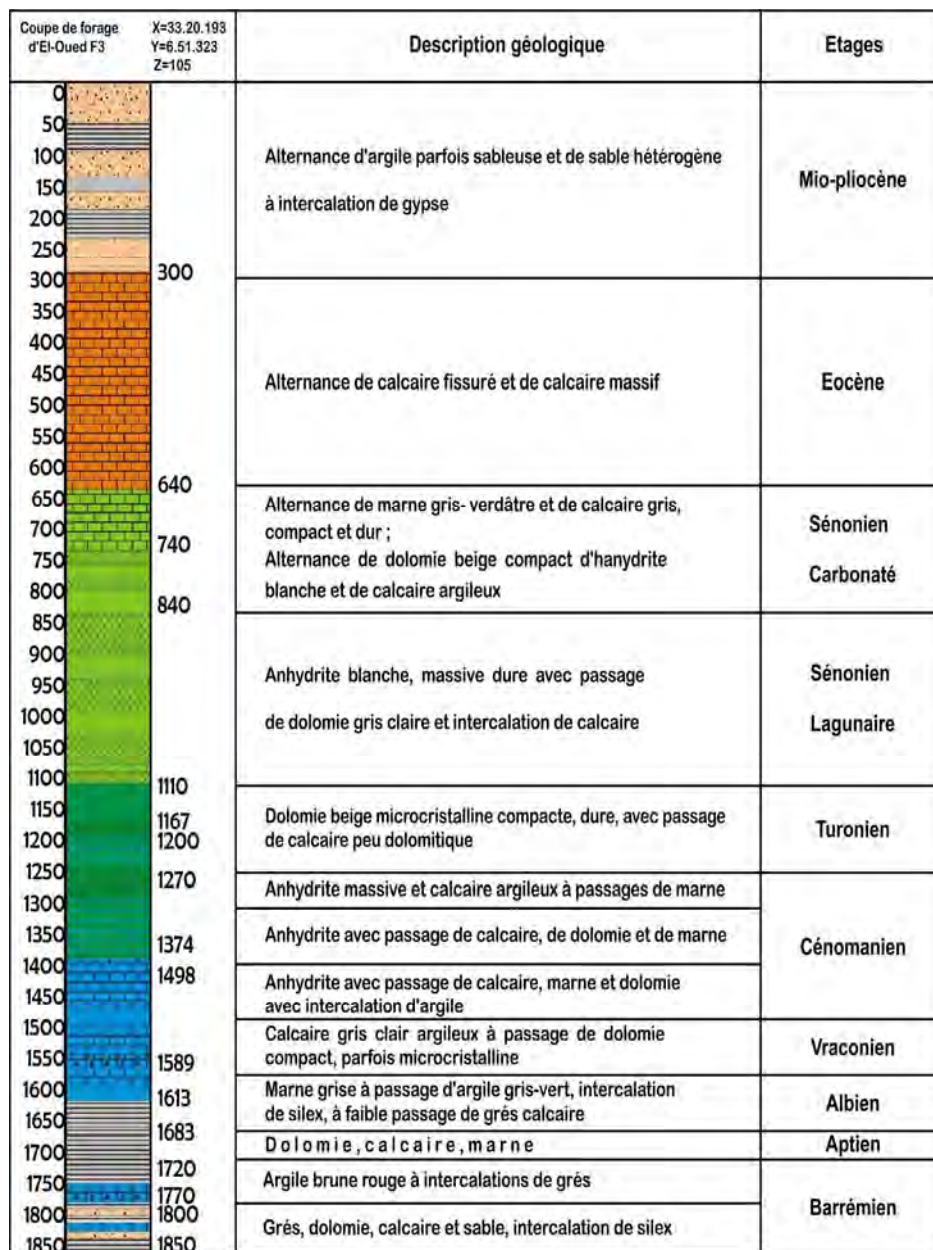 Coupe de forage
d'El-Oued F3
X=33.20.193
Y=6.51.323
Z=105
Description géologique
Etages
0
50
100
150
200
250
300
350
400
450
500
550
600
650
700
750
800
850
900
950
1000
1050
1100
1150
1200
1250
1300
1350
1400
1450
1500
1550
1600
1650
1700
1750
1800
1850
300
640
740
840
1110
1167
1200
1270
1374
1498
1589
1613
1683
1720
1770
1800
1850
Alternance d'argile parfois sableuse et de sable hétérogène
à intercalation de gypse
Mio-pliocène
Alternance de calcaire fissuré et de calcaire massif
Eocène
Alternance de marne gris- verdâtre et de calcaire gris,
compact et dur ;
Alternance de dolomie beige compact d'hanydrite
blanche et de calcaire argileux
Sénonien
Carbonaté
Anhydrite blanche, massive dure avec passage
de dolomie gris claire et intercalation de calcaire
Sénonien
Lagunaire
Dolomie beige microcristalline compacte, dure, avec passage
de calcaire peu dolomitique
Turonien
Anhydrite massive et calcaire argileux à passages de marne
Anhydrite avec passage de calcaire, de dolomie et de marne
Anhydrite avec passage de calcaire, marne et dolomie
avec intercalation d'argile
Cénomanien
Calcaire gris clair argileux à passage de dolomie
compact, parfois microcristalline
Vraconien
Marne grise à passage d'argile gris-vert, intercalation
de silex, à faible passage de grés calcaire
Albien
Dolomie, calcaire, marne
Aptien
Argile brune rouge à intercalations de grés
Grés, dolomie, calcaire et sable, intercalation de silex
Barrémien